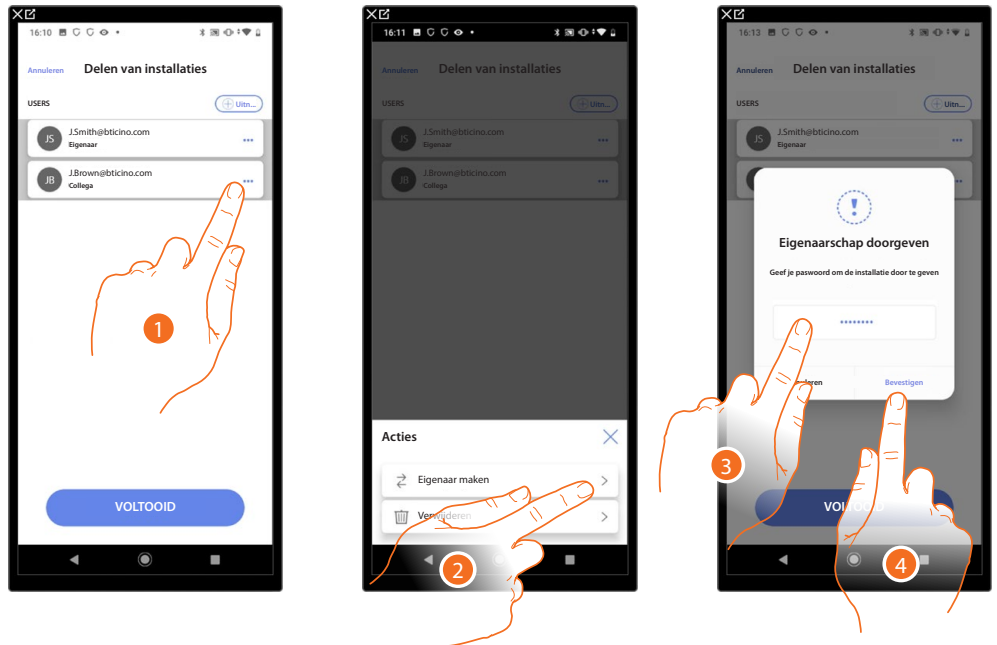 16:10
Annuleren Delen van installaties
USERS
Uitn...
JS
J.Smith@bticino.com
Eigenaar
JB
J.Brown@bticino.com
Collega
1
VOLTOOID
16:11
Annuleren Delen van installaties
USERS
Uitn...
JS
J.Smith@bticino.com
Eigenaar
JB
J.Brown@bticino.com
Collega
Acties
Eigenaar maken
Verwijderen
2
16:13
Annuleren Delen van installaties
USERS
Uitn...
JS
J.Smith@bticino.com
Eigenaar
!
Eigenaarschap doorgeven
Geef je paswoord om de installatie door te geven
••••••••
Bevestigen
3
VOLTOOID
4